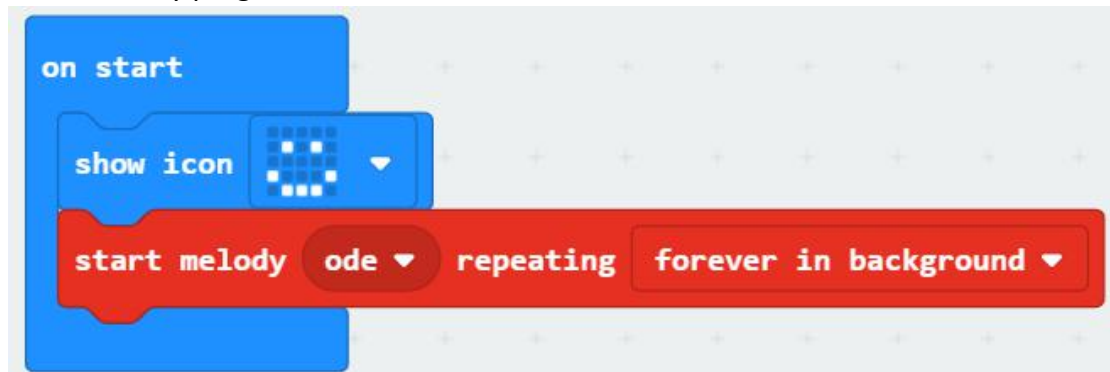 on start
show icon
start melody ode repeating forever in background